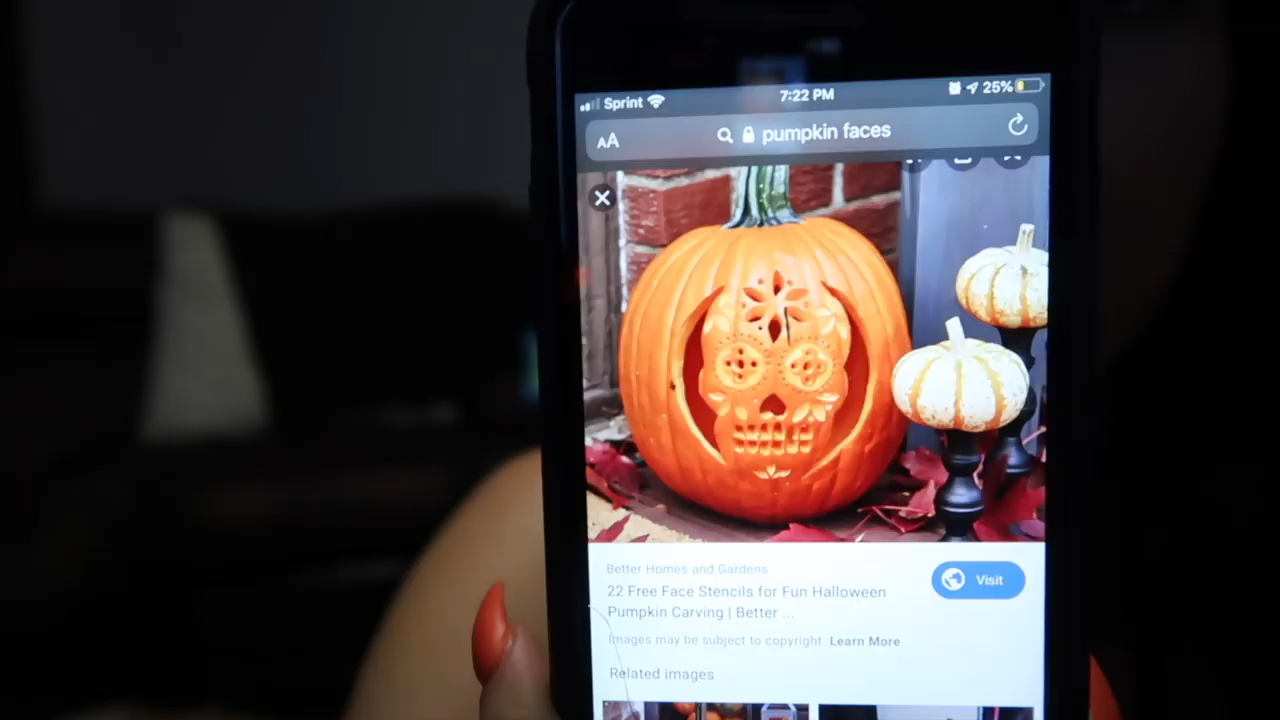 Sprint 7:22 PM 25%
AA pumpkin faces
Better Homes and Gardens
22 Free Face Stencils for Fun Halloween
Pumpkin Carving | Better ...
Visit
Images may be subject to copyright Learn More
Related images